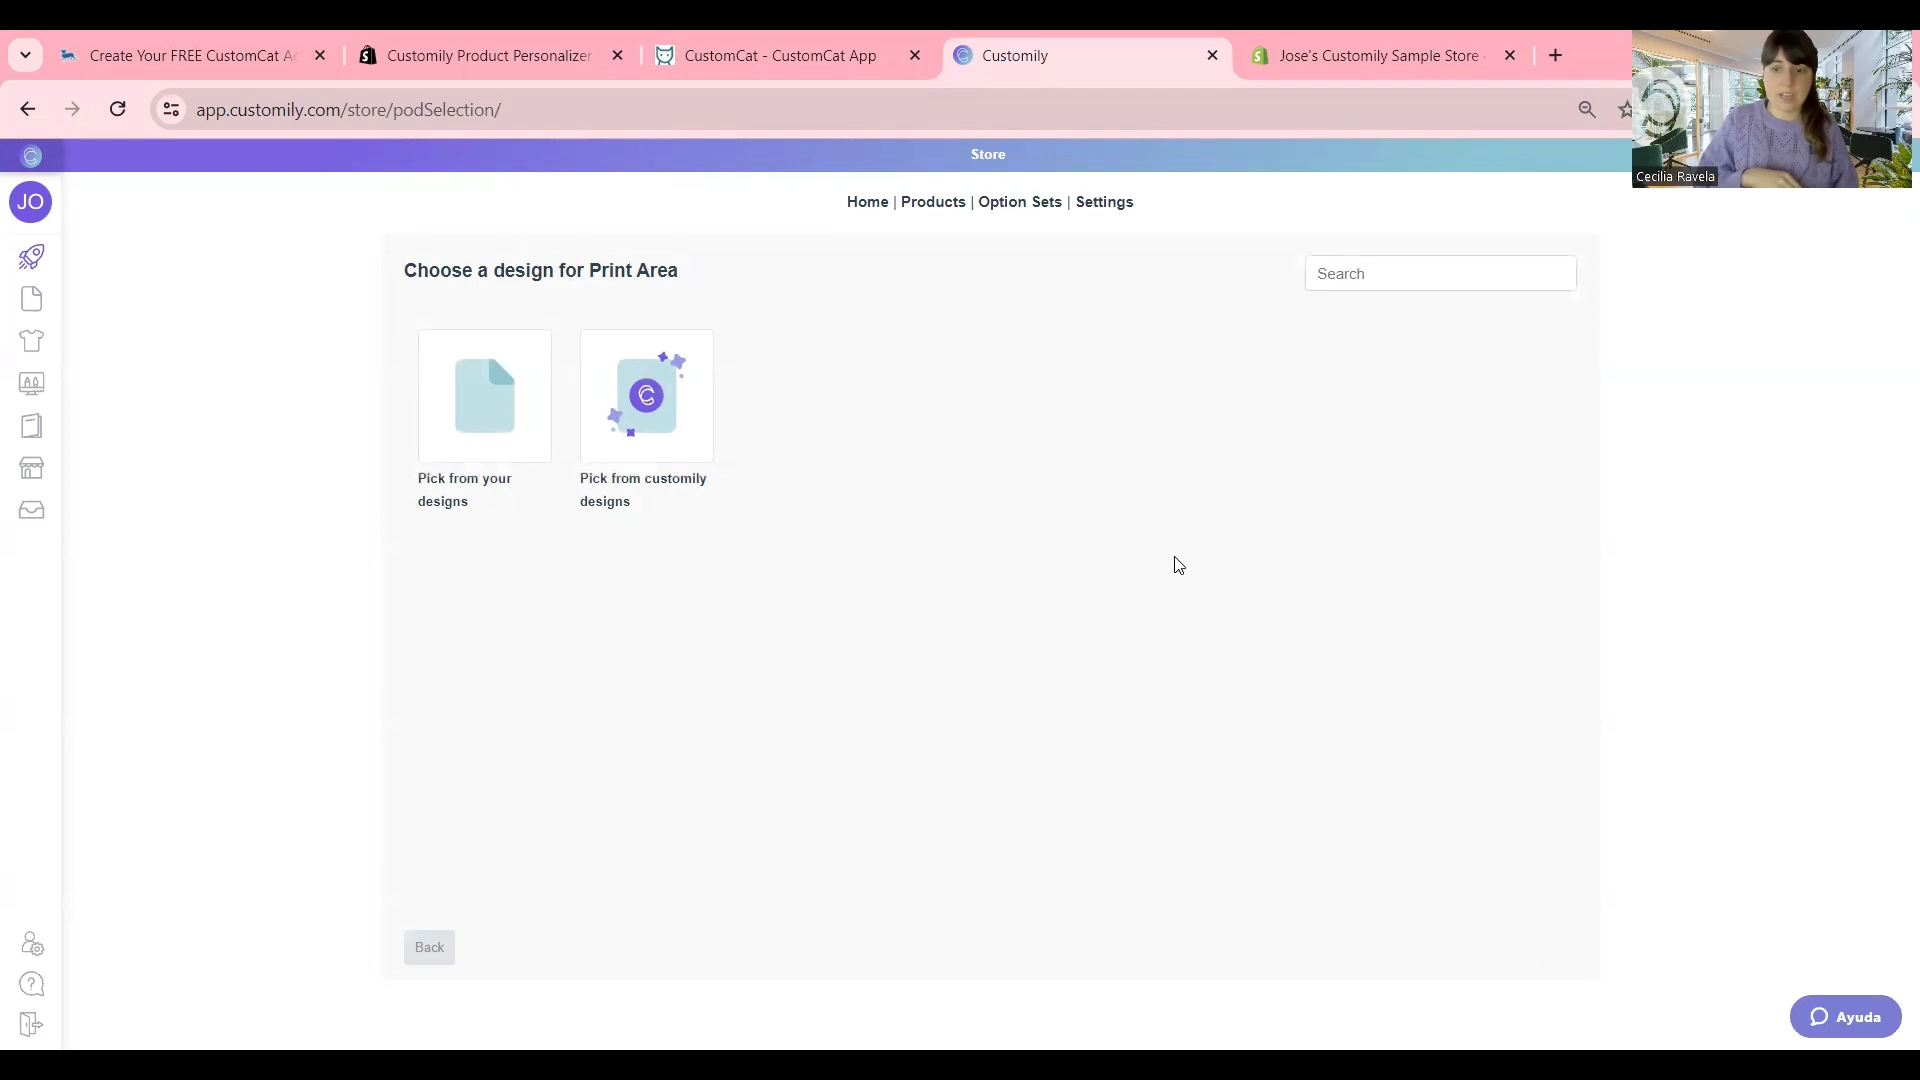 Create Your FREE CustomCat Ac
Customily Product Personalizer
CustomCat - CustomCat App
Customily
Jose's Customily Sample Store ·
app.customily.com/store/podSelection/
Cecilia Ravela
Store
JO
Home | Products | Option Sets | Settings
Choose a design for Print Area
Search
Pick from your
designs
Pick from customily
designs
Back
Ayuda